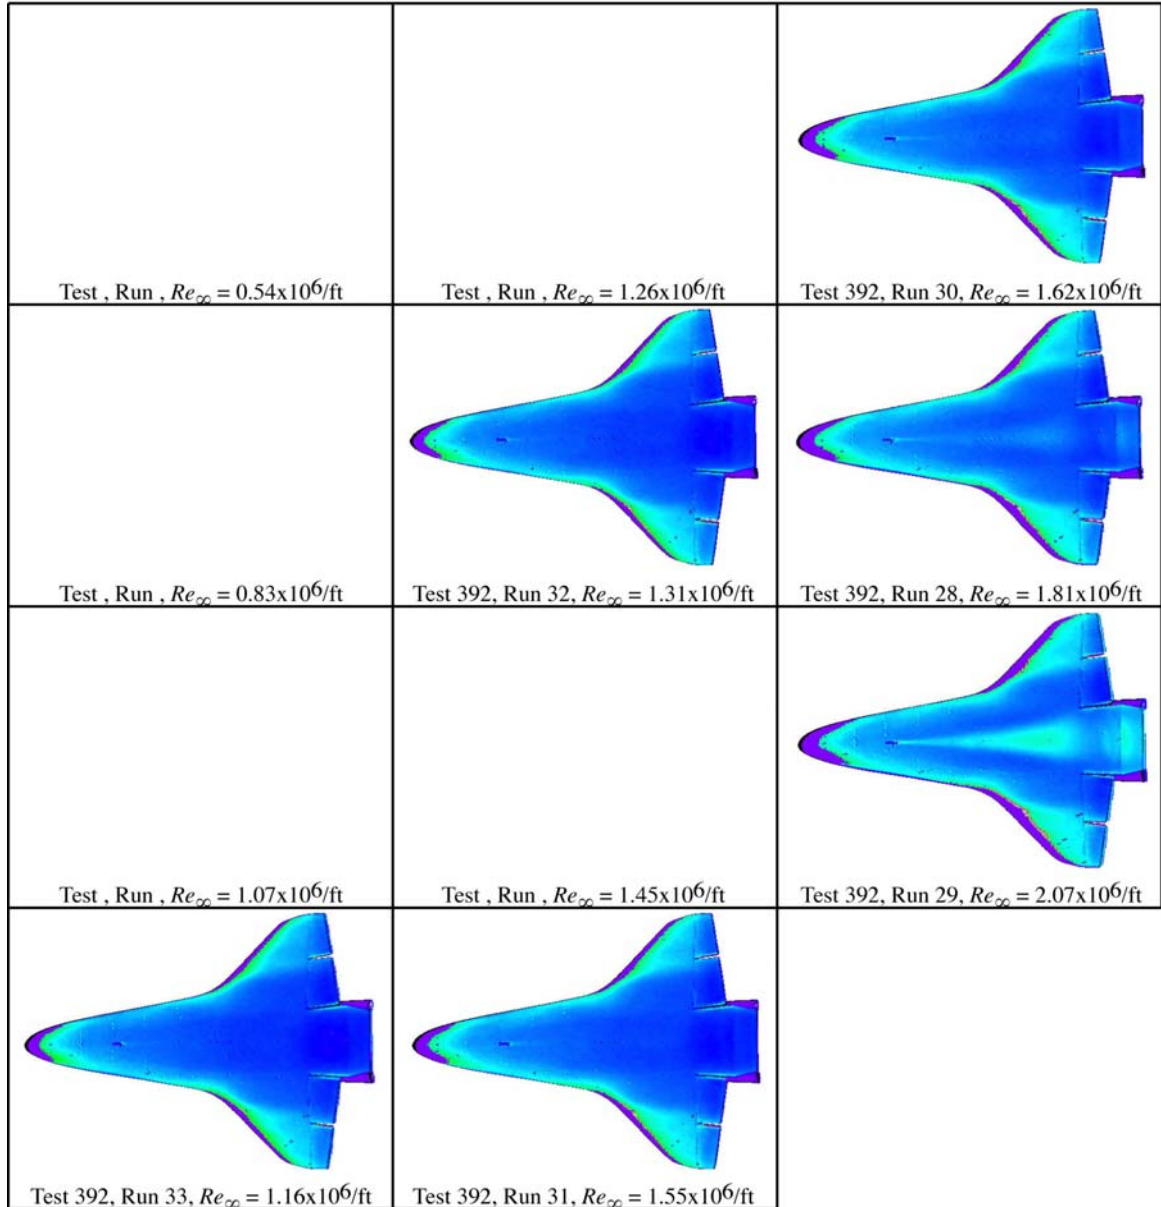 Test , Run , Re∞ = 0.54x10⁶/ft
Test , Run , Re∞ = 1.26x10⁶/ft
Test 392, Run 30, Re∞ = 1.62x10⁶/ft
Test , Run , Re∞ = 0.83x10⁶/ft
Test 392, Run 32, Re∞ = 1.31x10⁶/ft
Test 392, Run 28, Re∞ = 1.81x10⁶/ft
Test , Run , Re∞ = 1.07x10⁶/ft
Test , Run , Re∞ = 1.45x10⁶/ft
Test 392, Run 29, Re∞ = 2.07x10⁶/ft
Test 392, Run 33, Re∞ = 1.16x10⁶/ft
Test 392, Run 31, Re∞ = 1.55x10⁶/ft